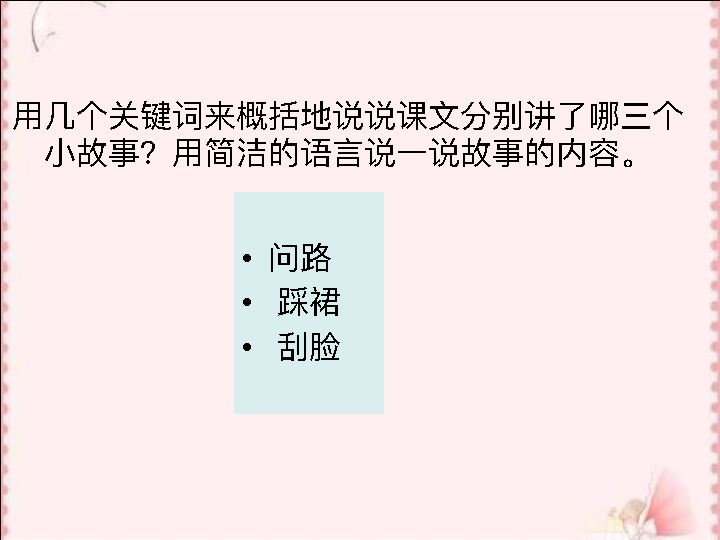 用几个关键词来概括地说说课文分别讲了哪三个
小故事？用简洁的语言说一说故事的内容。
• 问路
• 踩裙
• 刮脸